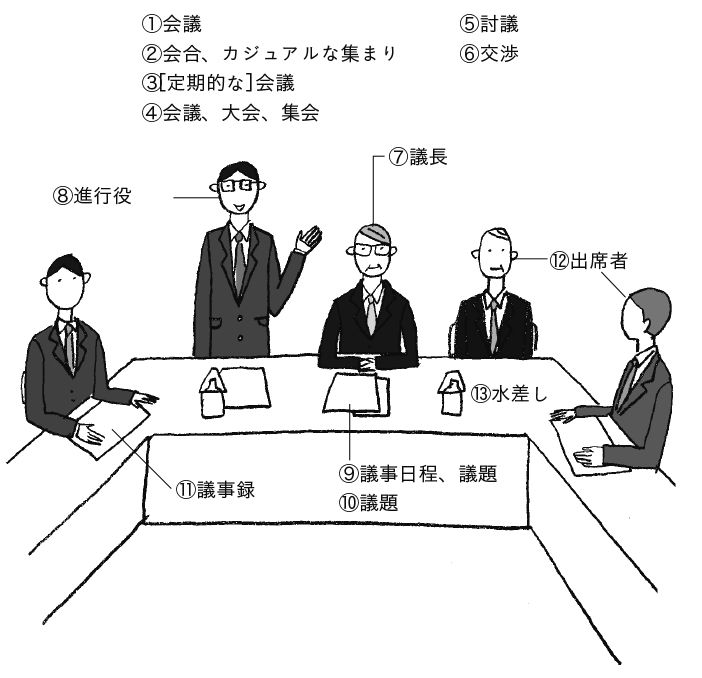 ①会議
②会合、カジュアルな集まり
③[定期的な]会議
④会議、大会、集会
⑤討議
⑥交渉
⑦議長
⑧進行役
⑫出席者
⑬水差し
⑨議事日程、議題
⑩議題
⑪議事録